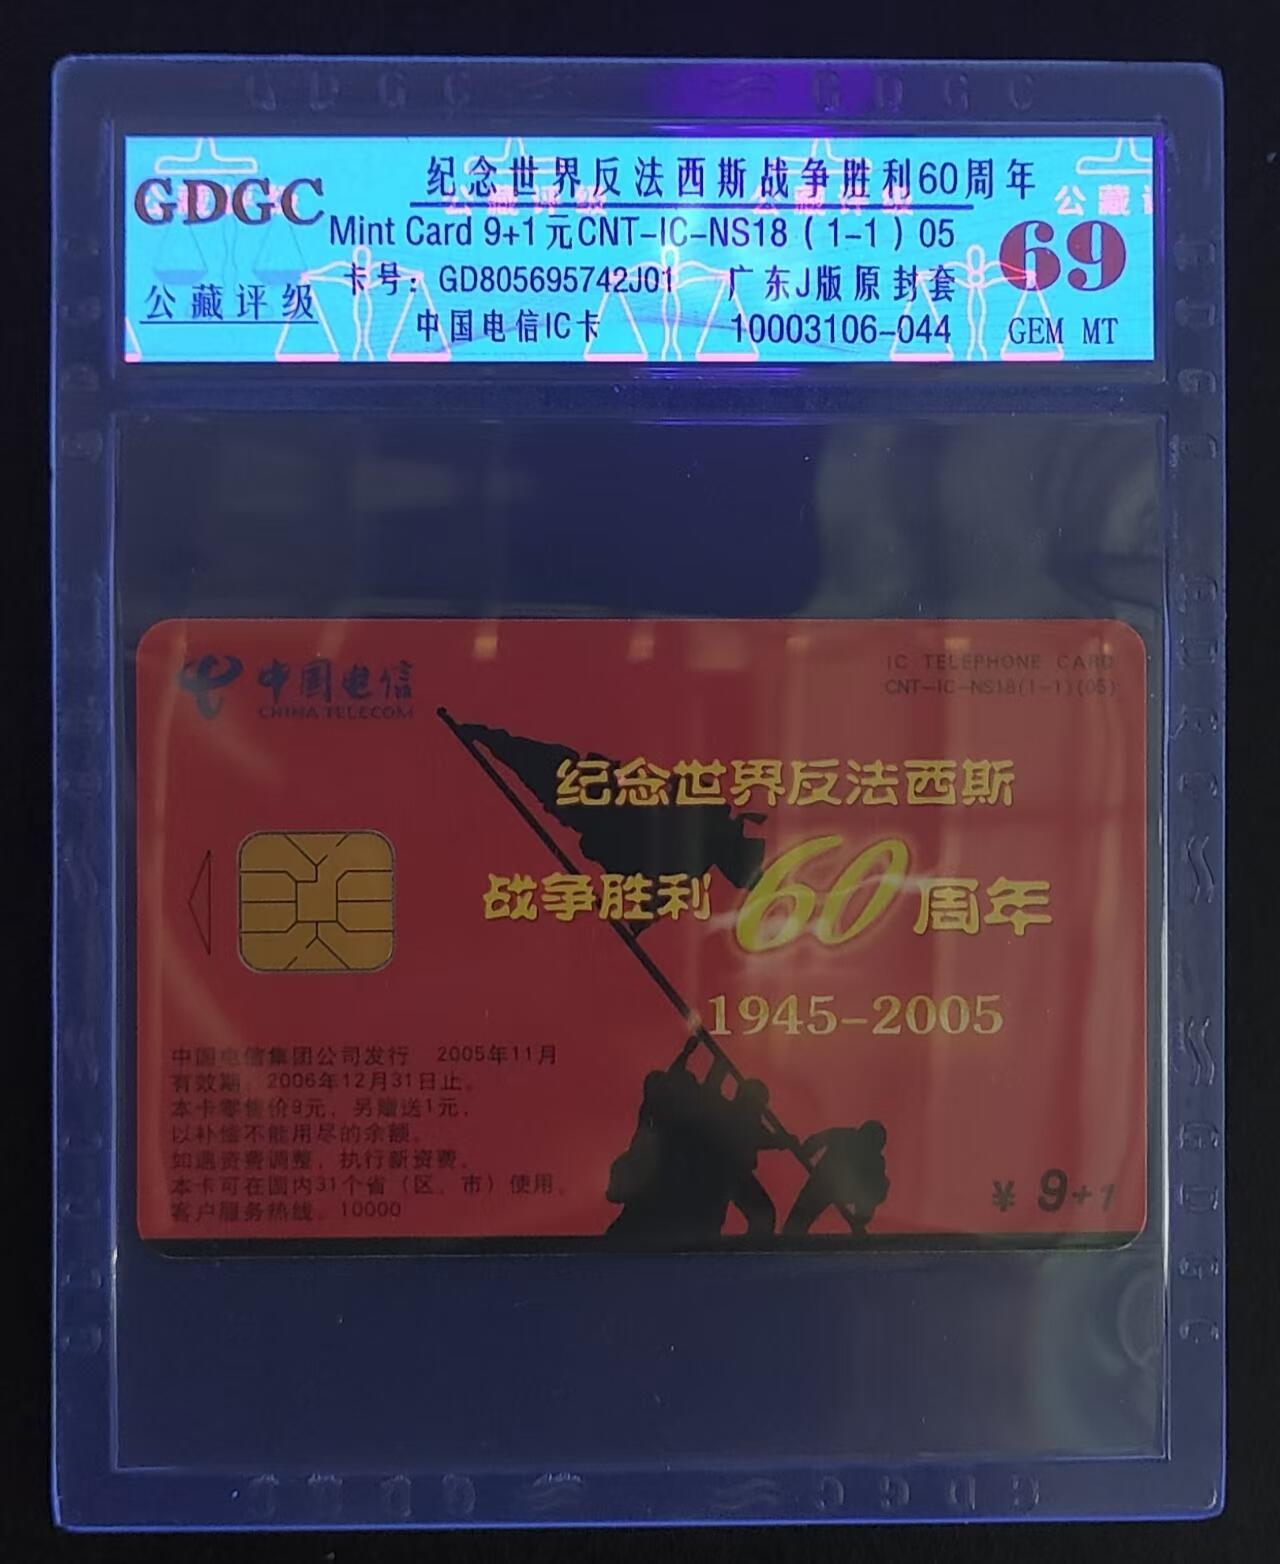 GDGC
公藏评级
纪念世界反法西斯战争胜利60周年
Mint Card 9+1元CNT-IC-NS18(1-1)05
卡号：GD805695742J01 广东J版原封套
中国电信IC卡 10003106-044
69
GEM MT
中国电信
CHINA TELECOM
IC TELEPHONE CARD
CNT-IC-NS18(1-1)(05)
纪念世界反法西斯
战争胜利60周年
1945-2005
中国电信集团公司发行 2005年11月
有效期：2006年12月31日止。
本卡零售价9元，另赠送1元，
以补偿不能用尽的余额。
如遇资费调整，执行新资费。
本卡可在国内31个省（区、市）使用。
客户服务热线：10000
¥ 9+1